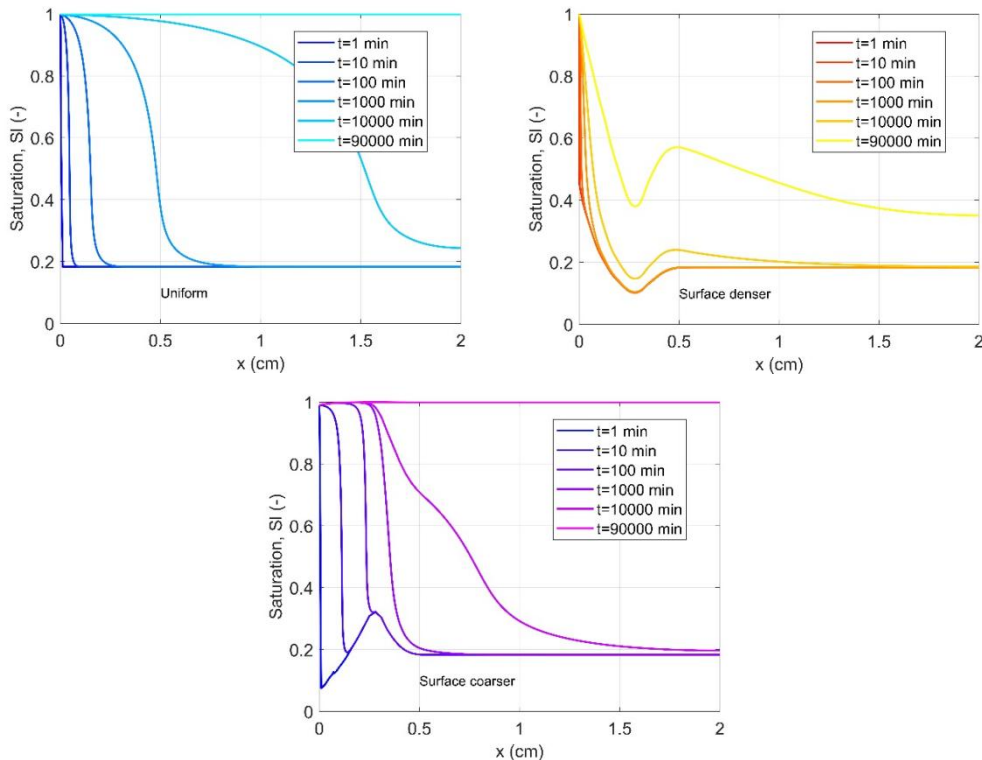 1
0.8
0.6
0.4
0.2
0
Saturation, Sl (-)
t=1 min
t=10 min
t=100 min
t=1000 min
t=10000 min
t=90000 min
Uniform
0
0.5
1
1.5
2
x (cm)
1
0.8
0.6
0.4
0.2
0
Saturation, Sl (-)
t=1 min
t=10 min
t=100 min
t=1000 min
t=10000 min
t=90000 min
Surface denser
0
0.5
1
1.5
2
x (cm)
1
0.8
0.6
0.4
0.2
0
Saturation, Sl (-)
t=1 min
t=10 min
t=100 min
t=1000 min
t=10000 min
t=90000 min
Surface coarser
0
0.5
1
1.5
2
x (cm)